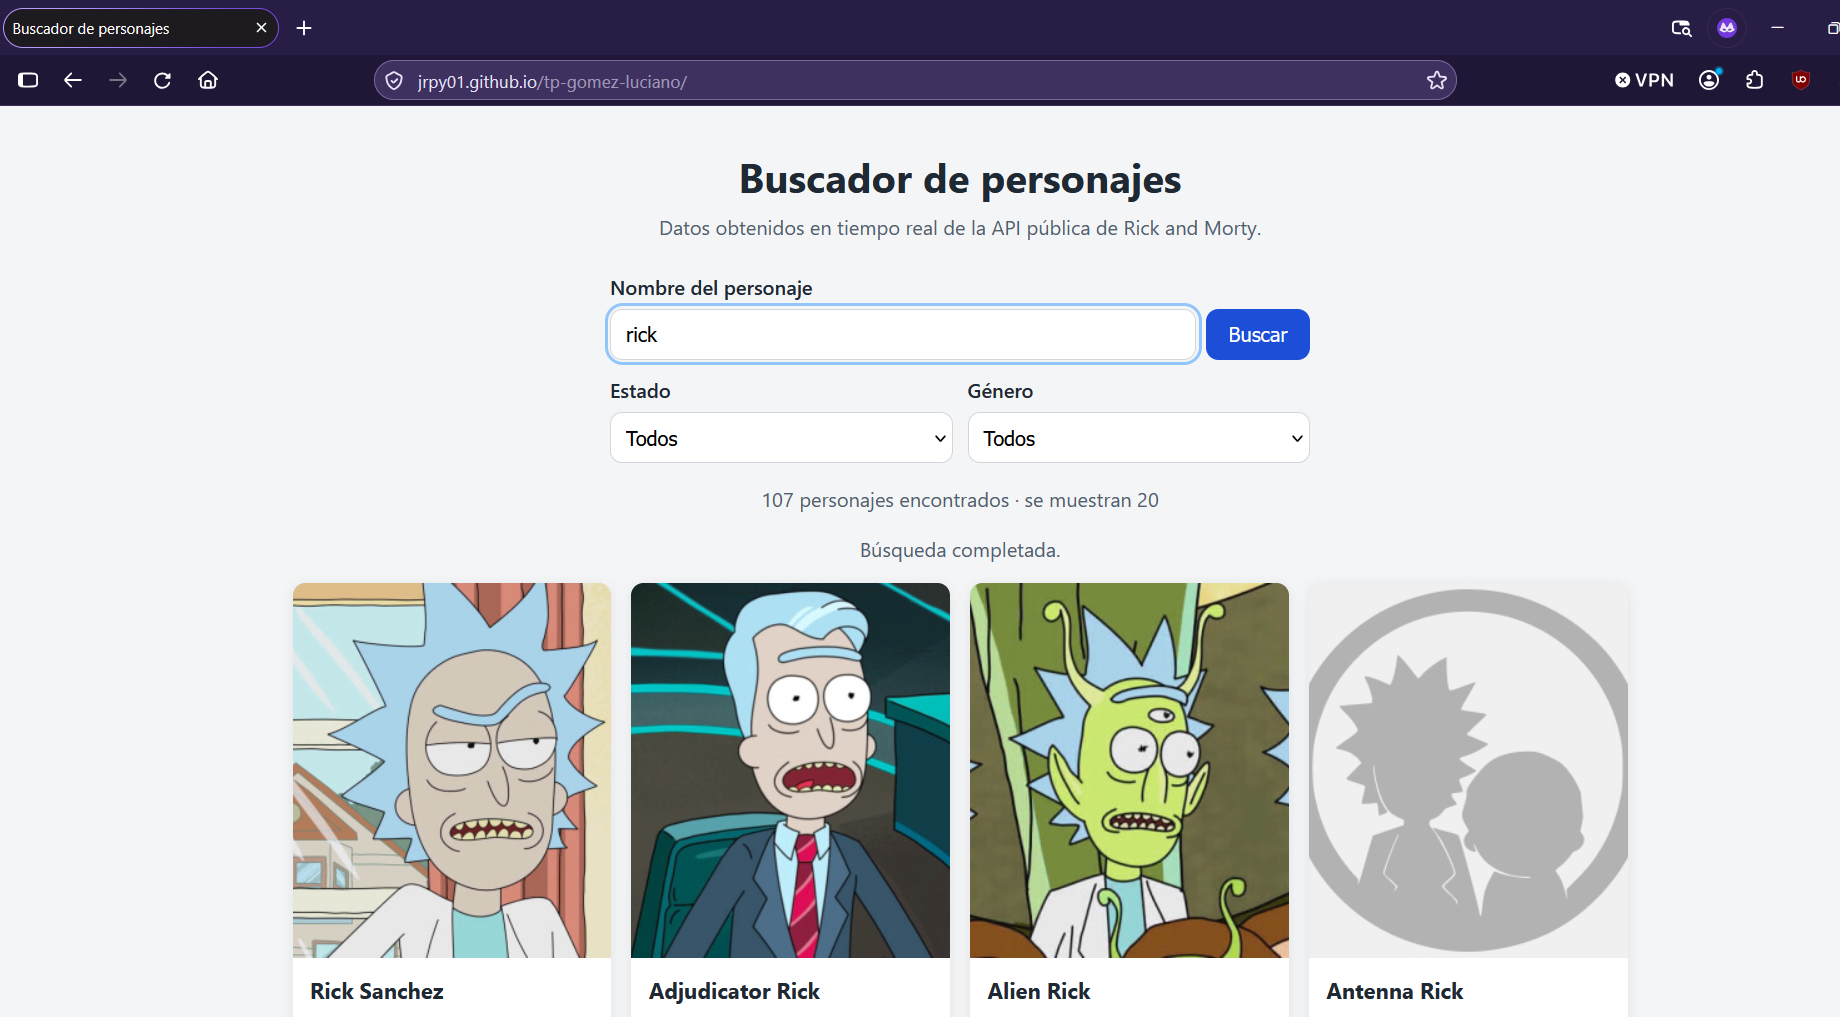 Buscador de personajes
jrpy01.github.io/tp-gomez-luciano/
VPN
Buscador de personajes
Datos obtenidos en tiempo real de la API pública de Rick and Morty.
Nombre del personaje
rick
Buscar
Estado
Género
Todos
Todos
107 personajes encontrados · se muestran 20
Búsqueda completada.
Rick Sanchez
Adjudicator Rick
Alien Rick
Antenna Rick